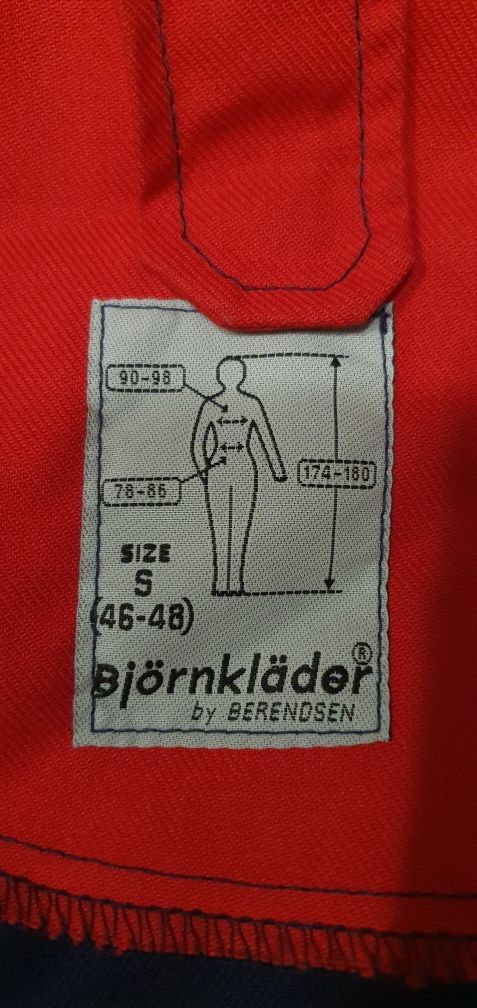 90-98
174-180
78-86
SIZE
S
(46-48)
Björnkläder®
by BERENDSEN